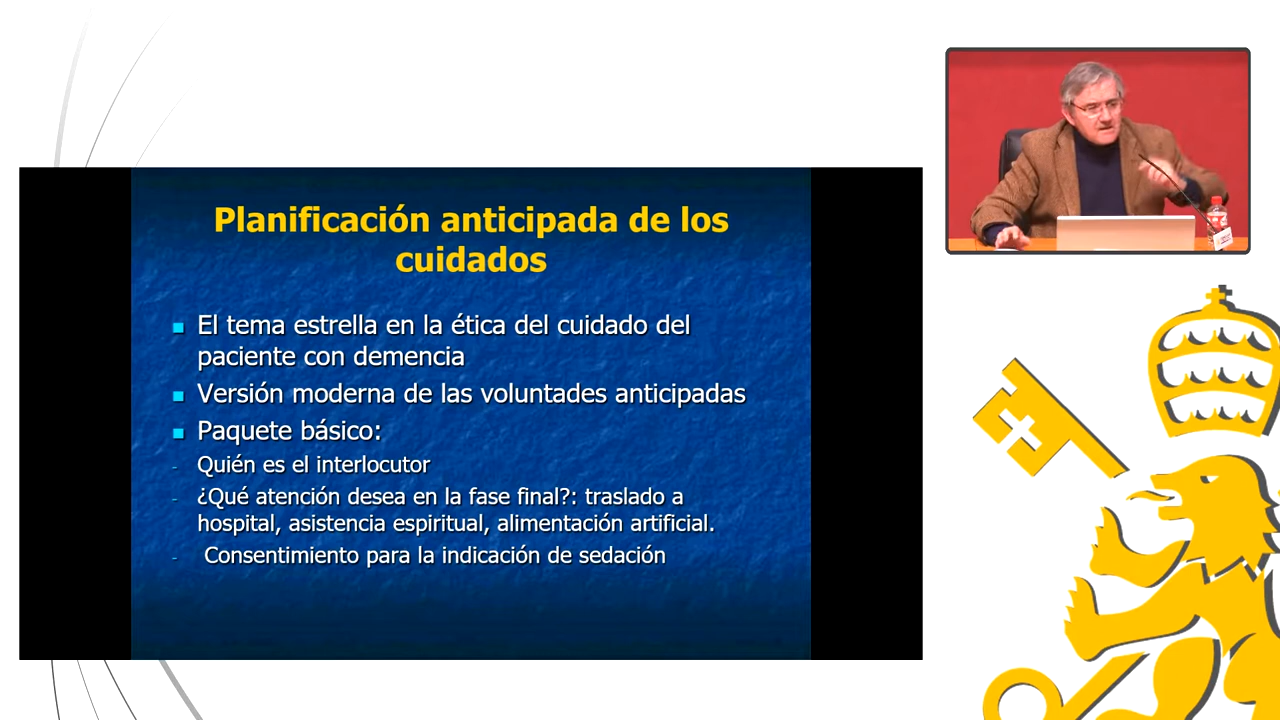 Planificación anticipada de los
cuidados
El tema estrella en la ética del cuidado del
paciente con demencia
Versión moderna de las voluntades anticipadas
Paquete básico:
- Quién es el interlocutor
- ¿Qué atención desea en la fase final?: traslado a
hospital, asistencia espiritual, alimentación artificial.
- Consentimiento para la indicación de sedación